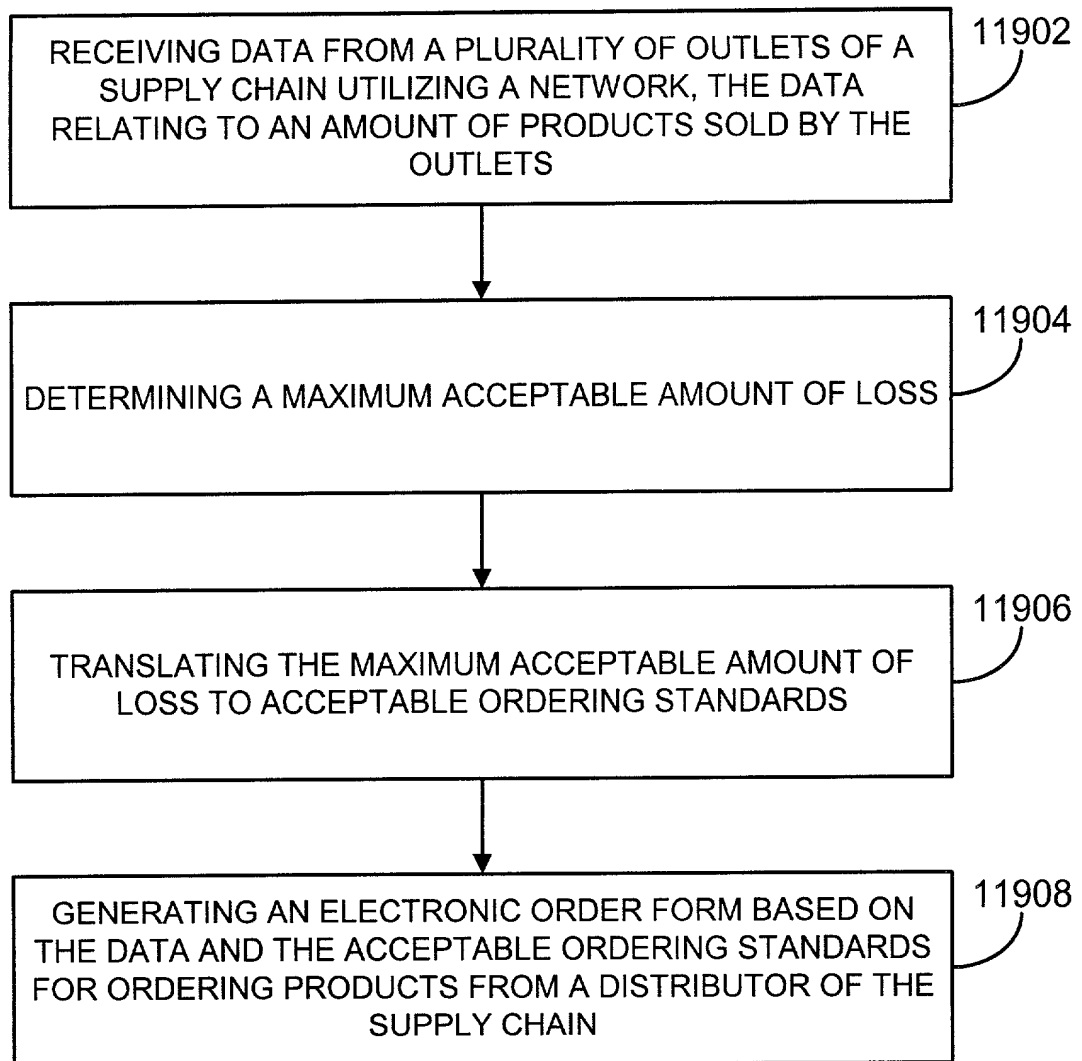 11902
RECEIVING DATA FROM A PLURALITY OF OUTLETS OF A
SUPPLY CHAIN UTILIZING A NETWORK, THE DATA
RELATING TO AN AMOUNT OF PRODUCTS SOLD BY THE
OUTLETS
11904
DETERMINING A MAXIMUM ACCEPTABLE AMOUNT OF LOSS
11906
TRANSLATING THE MAXIMUM ACCEPTABLE AMOUNT OF
LOSS TO ACCEPTABLE ORDERING STANDARDS
11908
GENERATING AN ELECTRONIC ORDER FORM BASED ON
THE DATA AND THE ACCEPTABLE ORDERING STANDARDS
FOR ORDERING PRODUCTS FROM A DISTRIBUTOR OF THE
SUPPLY CHAIN